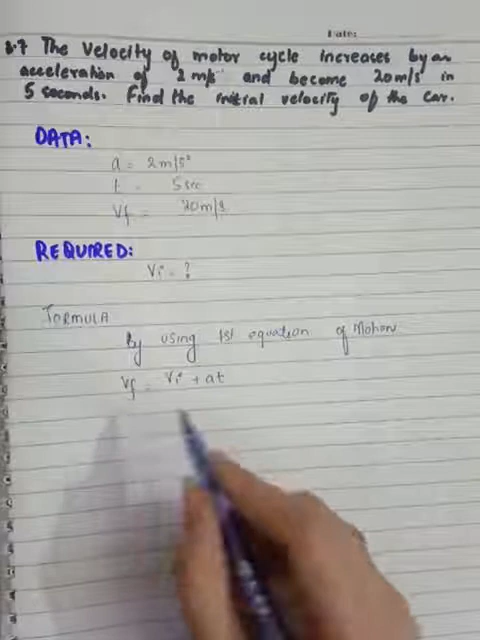 Date:
8.7 The Velocity of motor cycle increases by an
acceleration of 2 m/s² and become 20m/s in
5 seconds. Find the initial velocity of the car.
DATA:
a = 2m/s²
t = 5sec
Vf = 20m/s
REQUIRED:
Vi = ?
FORMULA
By using 1st equation of Motion
Vf = Vi + at